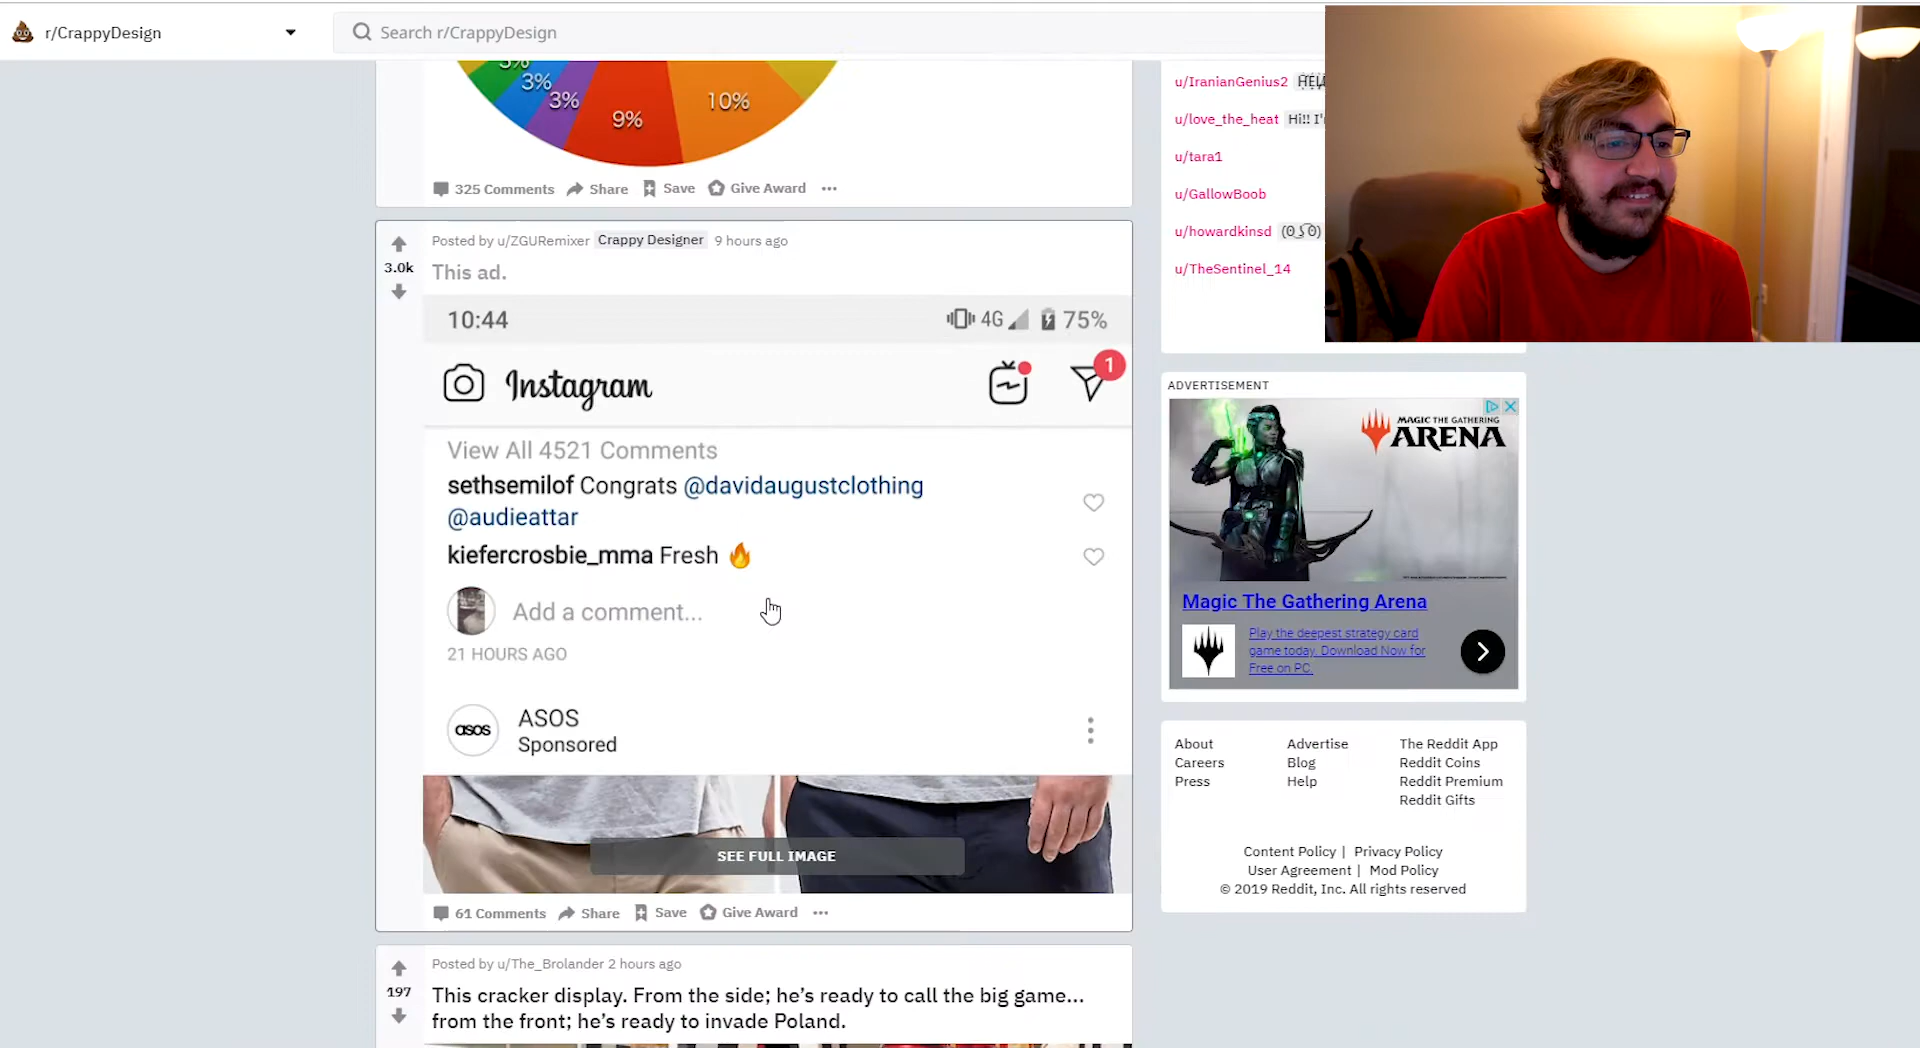 r/CrappyDesign
Search r/CrappyDesign
3%
3%
3%
9%
10%
325 Comments Share Save Give Award
Posted by u/ZGURemixer Crappy Designer 9 hours ago
3.0k
This ad.
10:44
4G 75%
Instagram
1
View All 4521 Comments
sethsemilof Congrats @davidaugustclothing
@audieattar
kiefercrosbie_mma Fresh 🔥
Add a comment...
21 HOURS AGO
asos
ASOS
Sponsored
SEE FULL IMAGE
61 Comments Share Save Give Award
Posted by u/The_Brolander 2 hours ago
197
This cracker display. From the side; he's ready to call the big game...
from the front; he's ready to invade Poland.
u/IranianGenius2
u/love_the_heat Hi!! I'
u/tara1
u/GallowBoob
u/howardkinsd
u/TheSentinel_14
ADVERTISEMENT
MAGIC THE GATHERING
ARENA
Magic The Gathering Arena
Play the deepest strategy card
game today. Download Now for
Free on PC.
About Advertise The Reddit App
Careers Blog Reddit Coins
Press Help Reddit Premium
Reddit Gifts
Content Policy | Privacy Policy
User Agreement | Mod Policy
© 2019 Reddit, Inc. All rights reserved